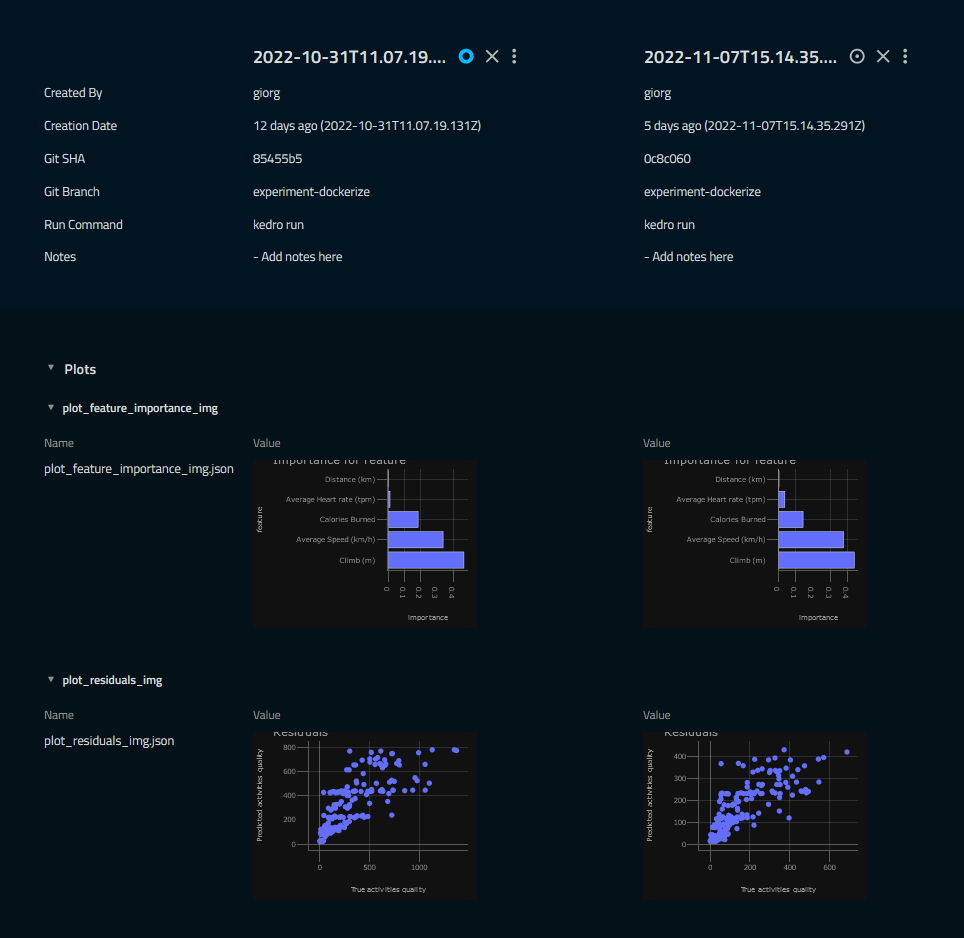 2022-10-31T11.07.19.... 2022-11-07T15.14.35....
Created By giorg giorg
Creation Date 12 days ago (2022-10-31T11.07.19.131Z) 5 days ago (2022-11-07T15.14.35.291Z)
Git SHA 85455b5 0c8c060
Git Branch experiment-dockerize experiment-dockerize
Run Command kedro run kedro run
Notes - Add notes here - Add notes here
Plots
plot_feature_importance_img
Name Value Value
plot_feature_importance_img.json
Importance for feature
Distance (km)
Average Heart rate (tpm)
Calories Burned
Average Speed (km/h)
Climb (m)
feature
0 0.1 0.2 0.3 0.4
Importance
Importance for feature
Distance (km)
Average Heart rate (tpm)
Calories Burned
Average Speed (km/h)
Climb (m)
feature
0 0.1 0.2 0.3 0.4
Importance
plot_residuals_img
Name Value Value
plot_residuals_img.json
Residuals
800
600
400
200
0
Predicted activities quality
0 500 1000
True activities quality
Residuals
400
300
200
100
0
Predicted activities quality
0 200 400 600
True activities quality